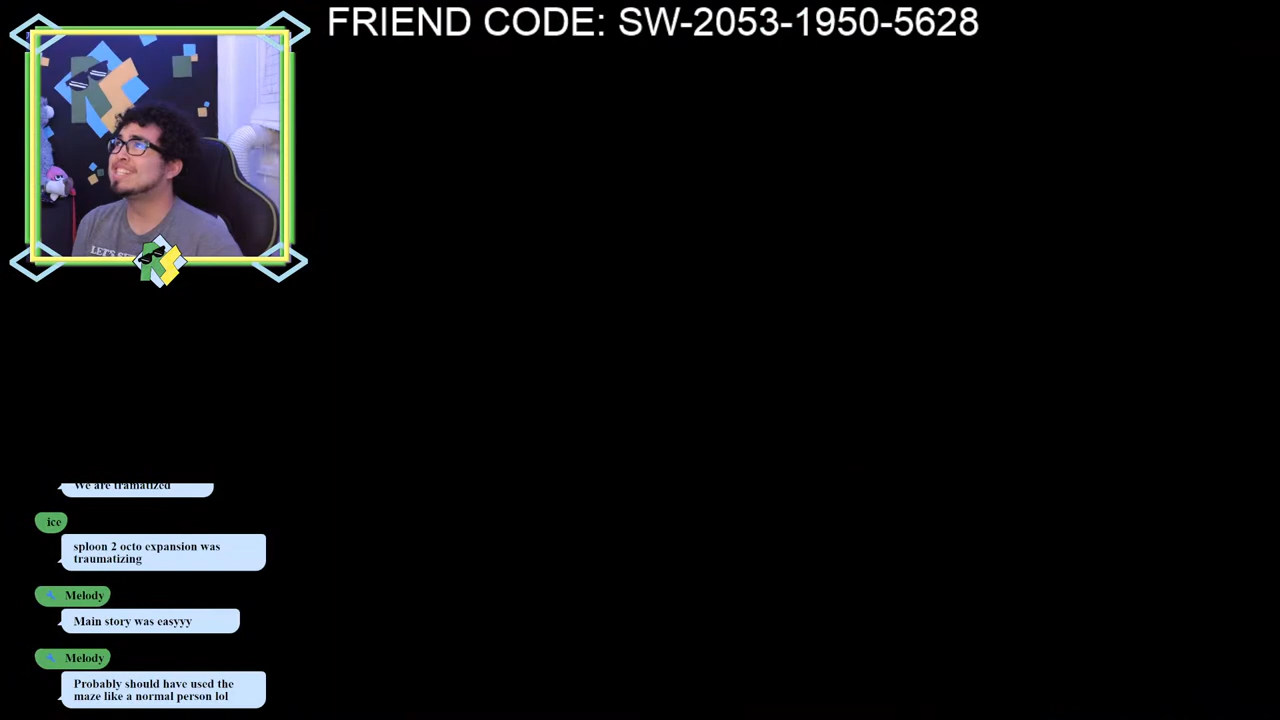 FRIEND CODE: SW-2053-1950-5628
LET'S
We are tramatized
ice
sploon 2 octo expansion was
traumatizing
Melody
Main story was easyyy
Melody
Probably should have used the
maze like a normal person lol